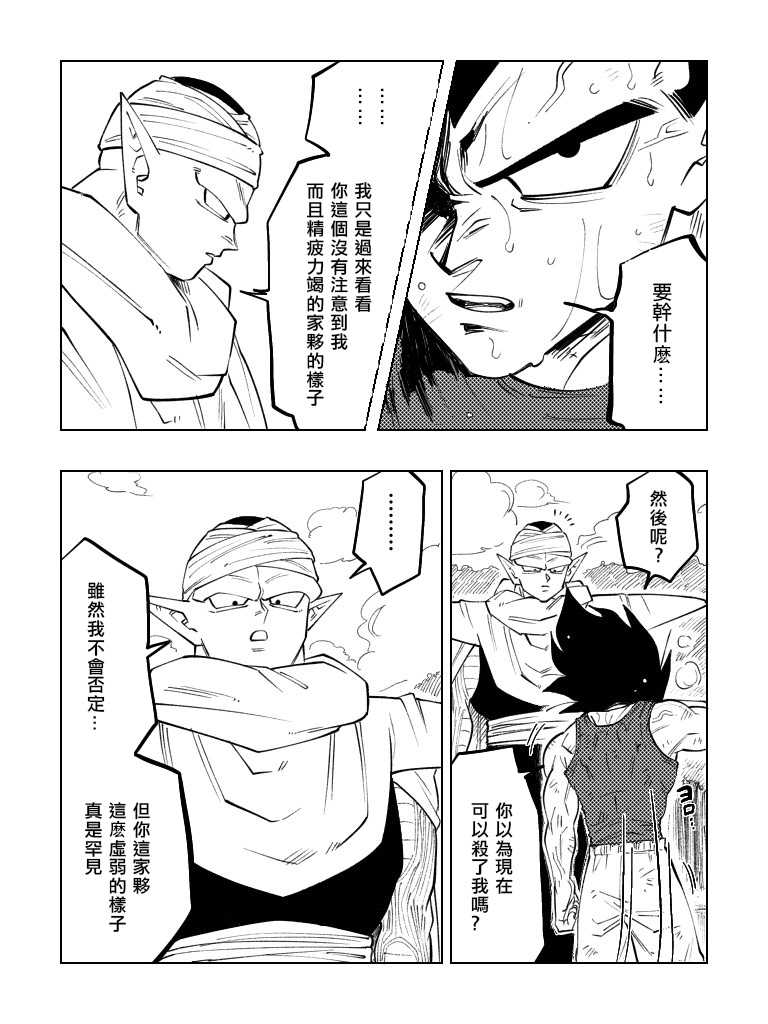 要幹什麽……
……
……
我只是過來看看
你這個沒有注意到我
而且精疲力竭的家夥的樣子
然後呢？
你以為現在
可以殺了我嗎？
ヨロ…
………
雖然我不會否定…
但你這家夥
這麽虛弱的樣子
真是罕見